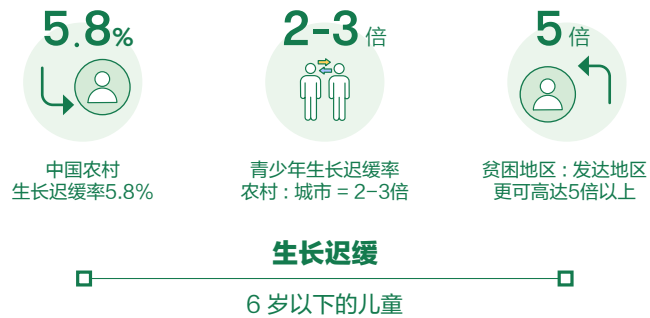 5.8%
2-3 倍
5 倍
中国农村
生长迟缓率5.8%
青少年生长迟缓率
农村 : 城市 = 2-3倍
贫困地区 : 发达地区
更可高达5倍以上
生长迟缓
6 岁以下的儿童